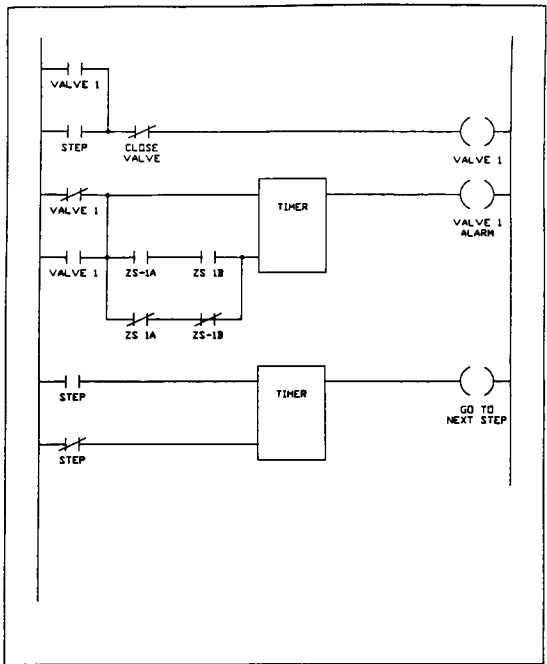 VALVE 1
STEP
CLOSE
VALVE
VALVE 1
VALVE 1
TIMER
VALVE 1
ALARM
VALVE 1
ZS-1A
ZS 1B
ZS 1A
ZS-1B
STEP
TIMER
GO TO
NEXT STEP
STEP